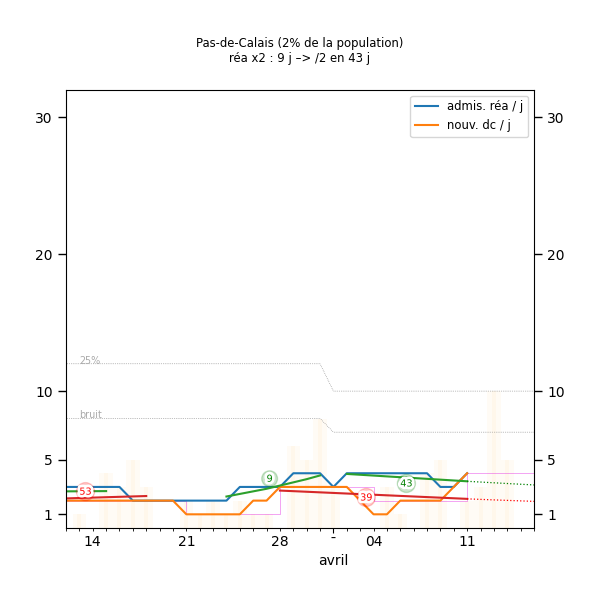 Pas-de-Calais (2% de la population)
réa x2 : 9 j –> /2 en 43 j
admis. réa / j
nouv. dc / j
30 30
20 20
25%
10 10
bruit
5 5
9
43
53
39
1 1
14 21 28 - 04 11
avril